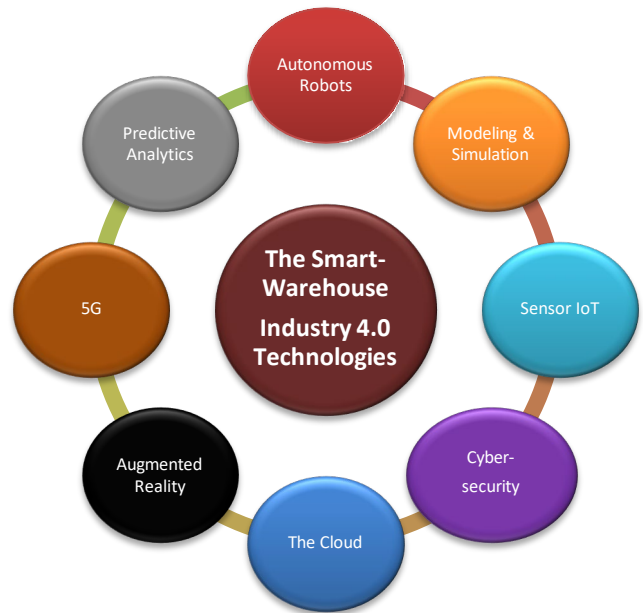 Autonomous
Robots
Modeling &
Simulation
Sensor IoT
Cyber-
security
The Cloud
Augmented
Reality
5G
Predictive
Analytics
The Smart-
Warehouse
Industry 4.0
Technologies